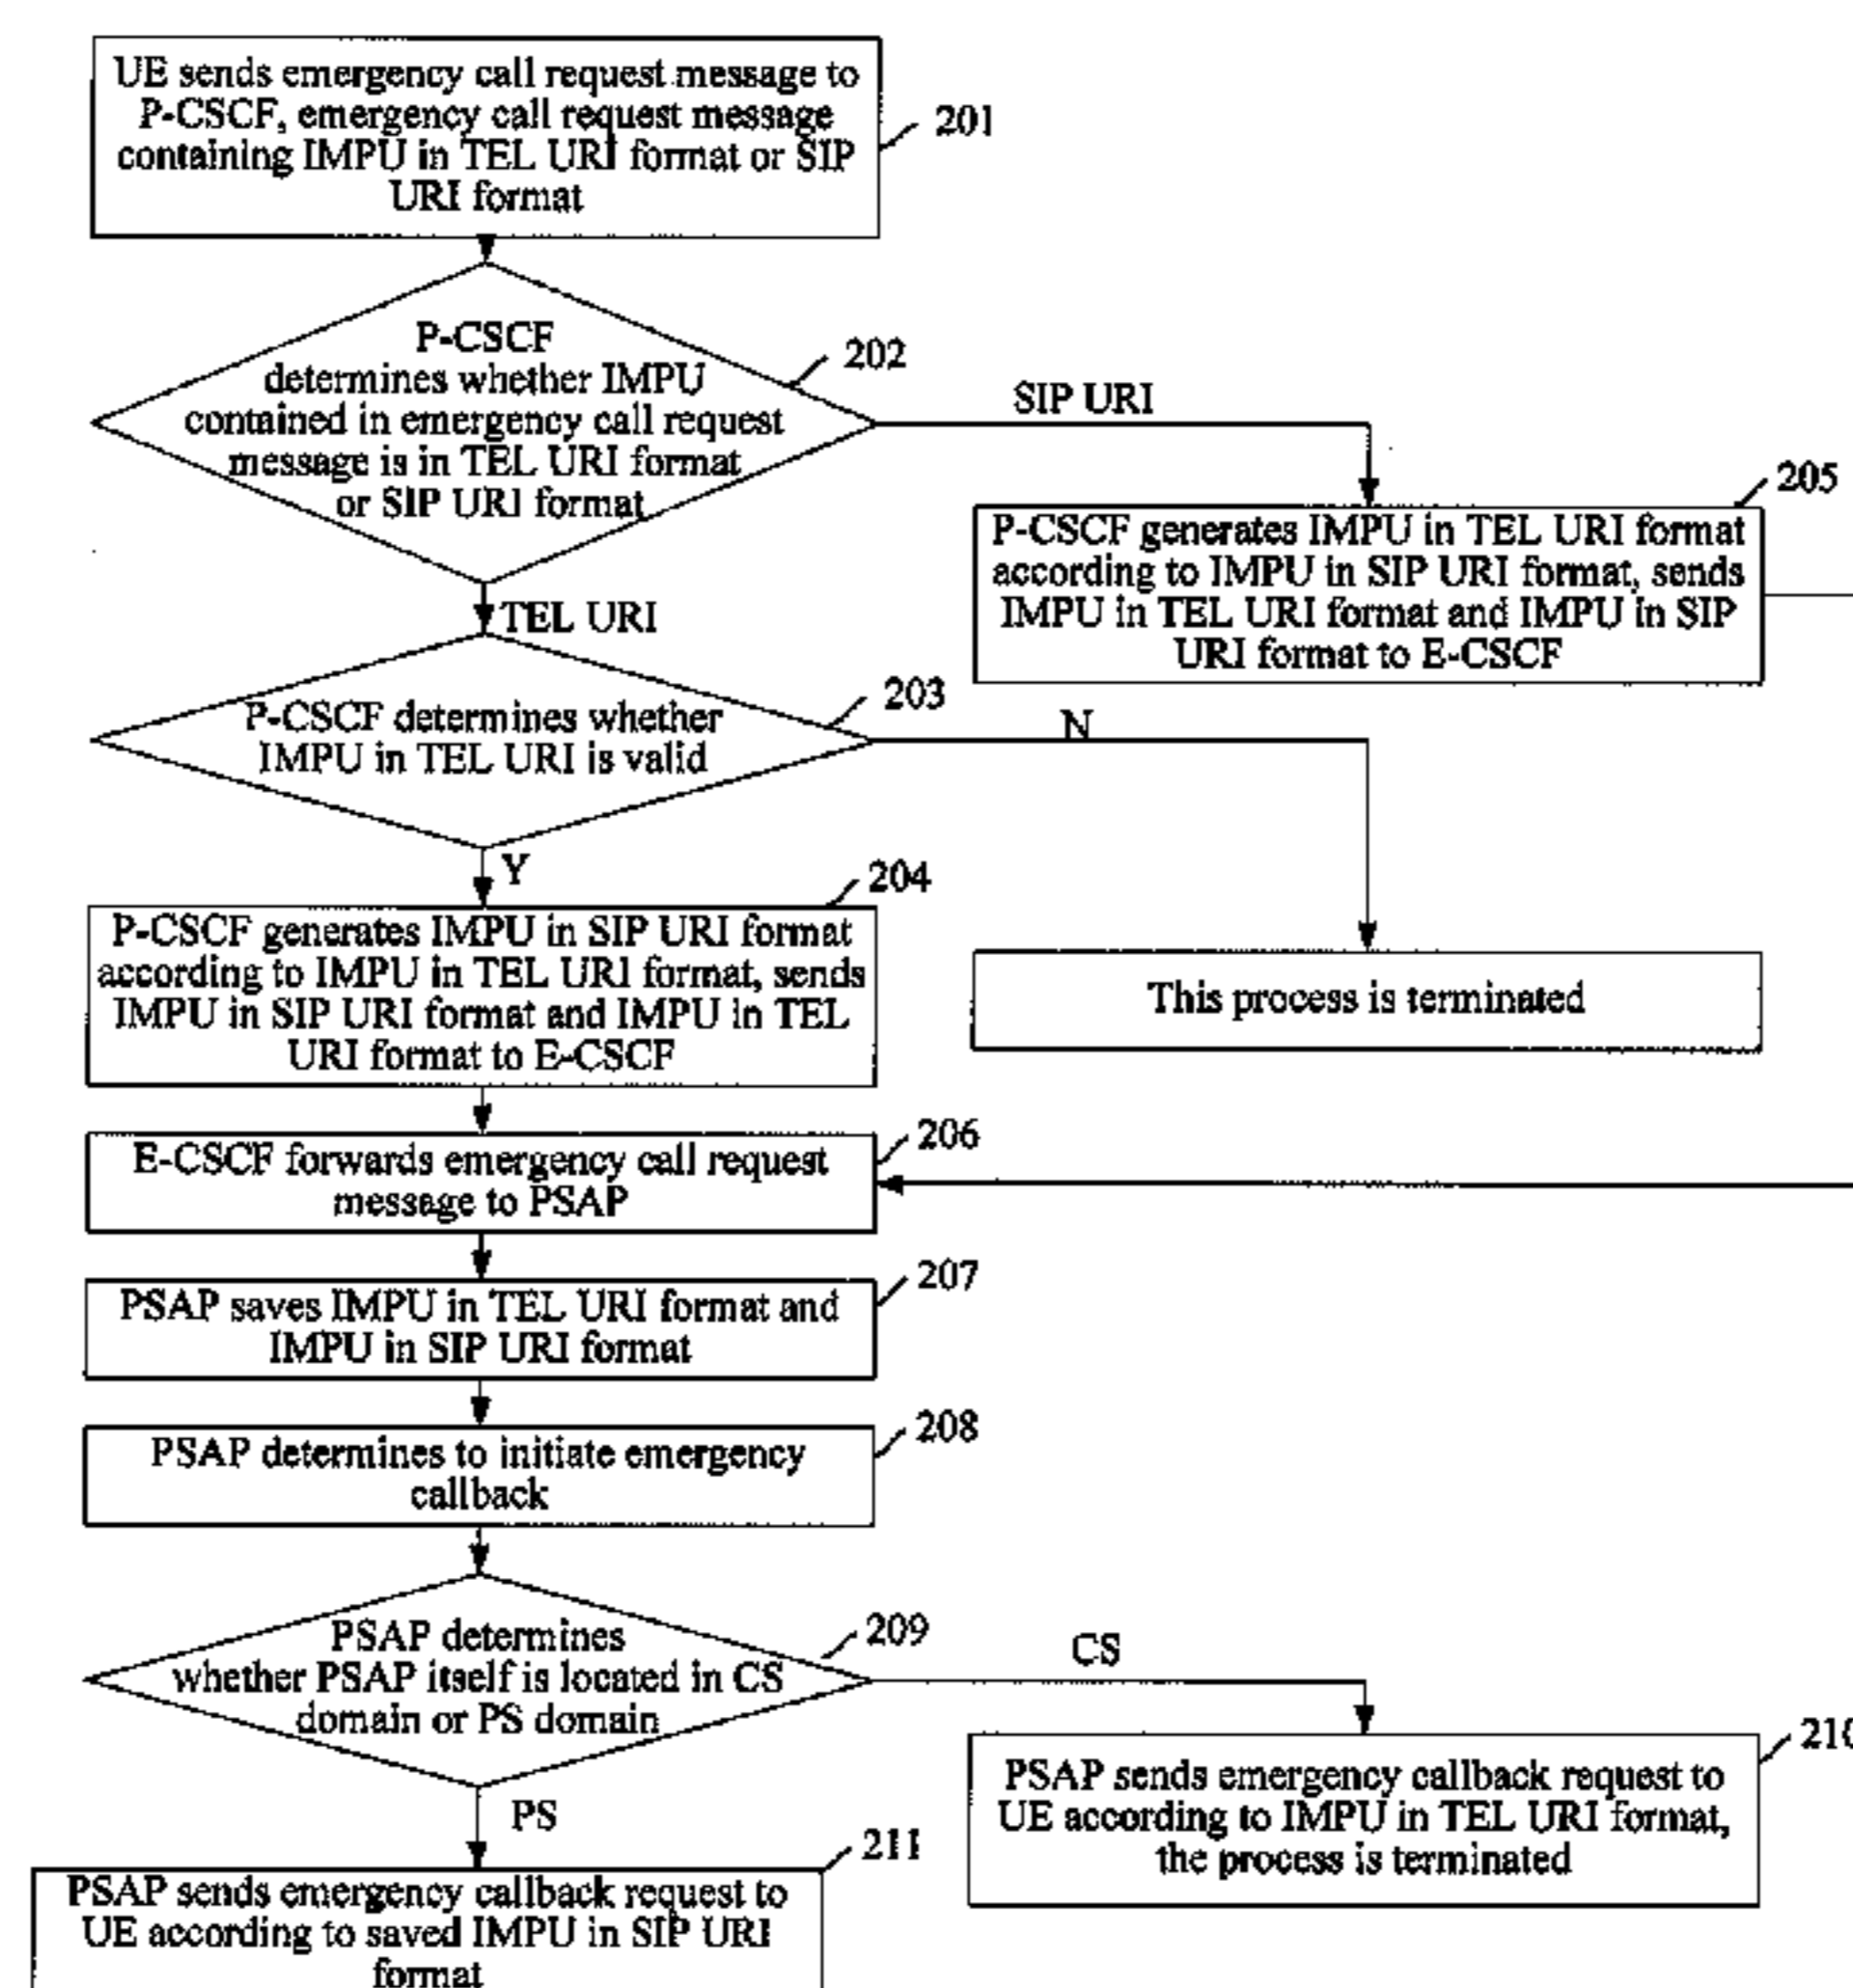 UE sends emergency call request message to
P-CSCF, emergency call request message
containing IMPU in TEL URI format or SIP
URI format
201
P-CSCF
determines whether IMPU
contained in emergency call request
message is in TEL URI format
or SIP URI format
202
SIP URI
205
P-CSCF generates IMPU in TEL URI format
according to IMPU in SIP URI format, sends
IMPU in TEL URI format and IMPU in SIP
URI format to E-CSCF
TEL URI
203
P-CSCF determines whether
IMPU in TEL URI is valid
N
Y
204
P-CSCF generates IMPU in SIP URI format
according to IMPU in TEL URI format, sends
IMPU in SIP URI format and IMPU in TEL
URI format to E-CSCF
This process is terminated
206
E-CSCF forwards emergency call request
message to PSAP
207
PSAP saves IMPU in TEL URI format and
IMPU in SIP URI format
208
PSAP determines to initiate emergency
callback
209
PSAP determines
whether PSAP itself is located in CS
domain or PS domain
CS
210
PSAP sends emergency callback request to
UE according to IMPU in TEL URI format,
the process is terminated
PS
211
PSAP sends emergency callback request to
UE according to saved IMPU in SIP URI
format